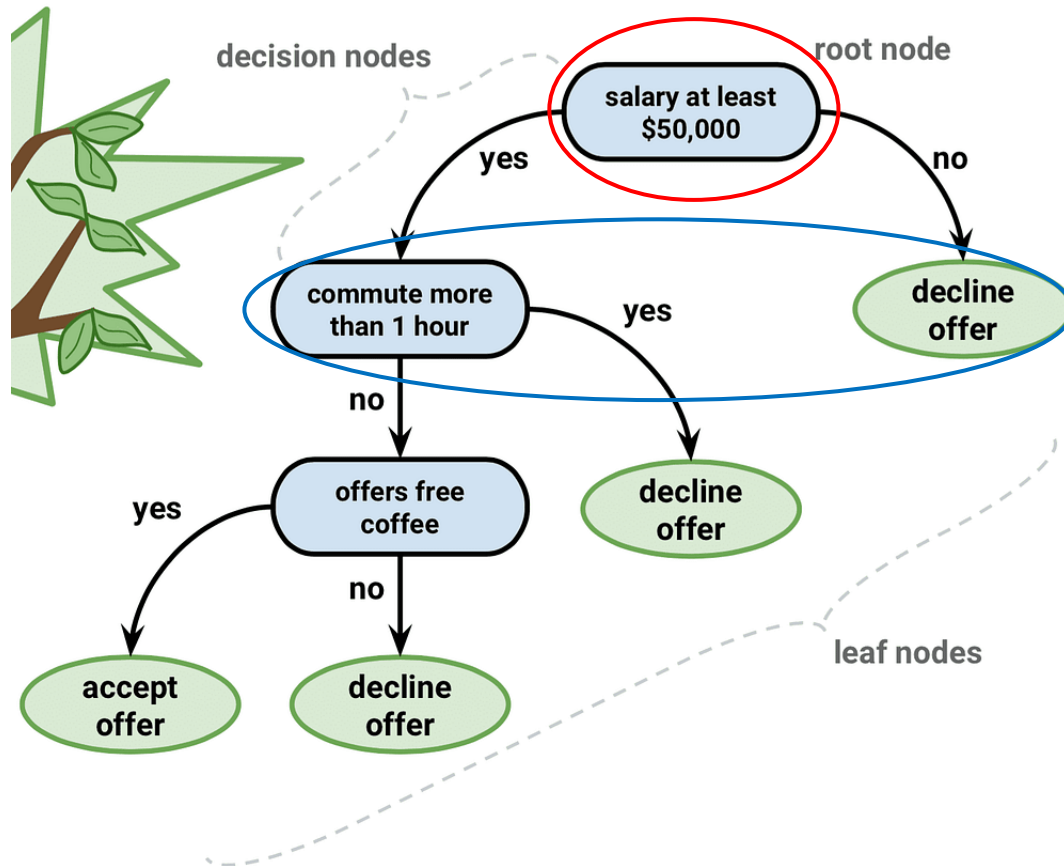 decision nodes
root node
salary at least
$50,000
yes
no
commute more
than 1 hour
decline
offer
yes
no
offers free
coffee
decline
offer
yes
no
leaf nodes
accept
offer
decline
offer